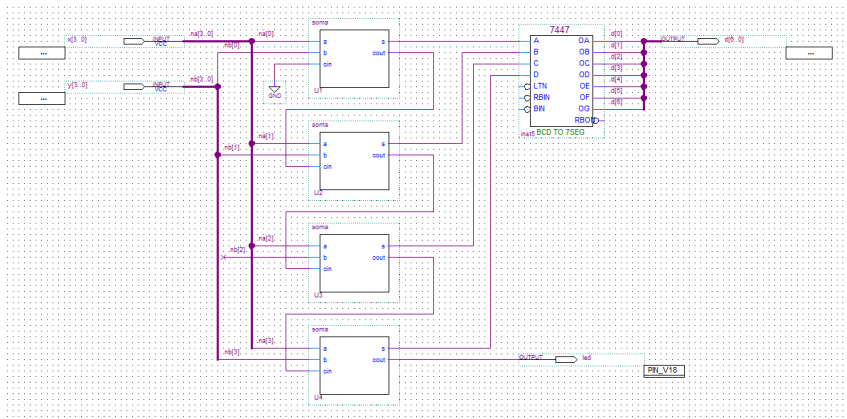 soma
7447
x[3..0]
INPUT
VCC
na[3..0]
na[0]
nb[0]
a
b
cin
s
cout
U1
GND
A
B
C
D
LTN
RBIN
BIN
OA
OB
OC
OD
OE
OF
OG
RBON
inst5
BCD TO 7SEG
d[0]
d[1]
d[2]
d[3]
d[4]
d[5]
d[6]
OUTPUT
d[6..0]
...
...
y[3..0]
INPUT
VCC
nb[3..0]
...
soma
na[1]
nb[1]
a
b
cin
s
cout
U2
soma
na[2]
nb[2]
a
b
cin
s
cout
U3
soma
na[3]
nb[3]
a
b
cin
s
cout
U4
OUTPUT
led
PIN_V18